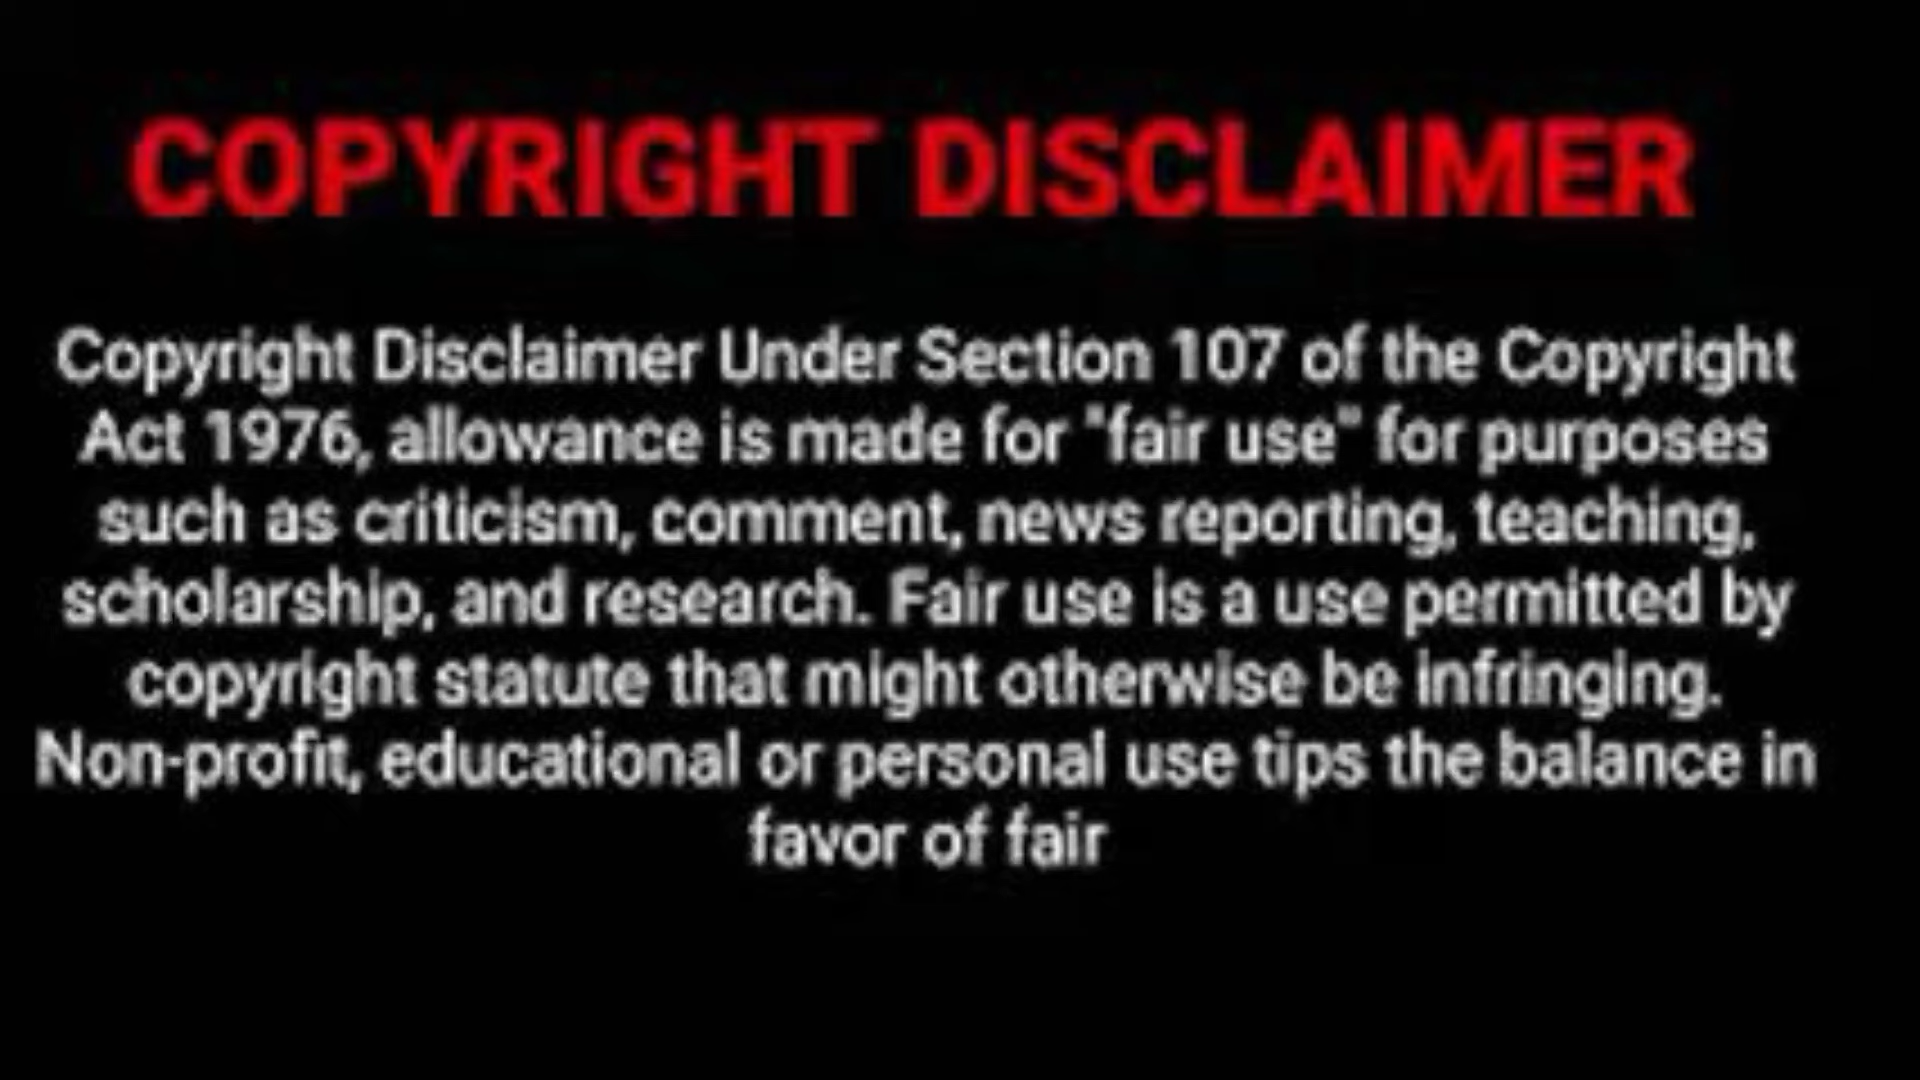 COPYRIGHT DISCLAIMER
Copyright Disclaimer Under Section 107 of the Copyright
Act 1976, allowance is made for "fair use" for purposes
such as criticism, comment, news reporting, teaching,
scholarship, and research. Fair use is a use permitted by
copyright statute that might otherwise be infringing.
Non-profit, educational or personal use tips the balance in
favor of fair